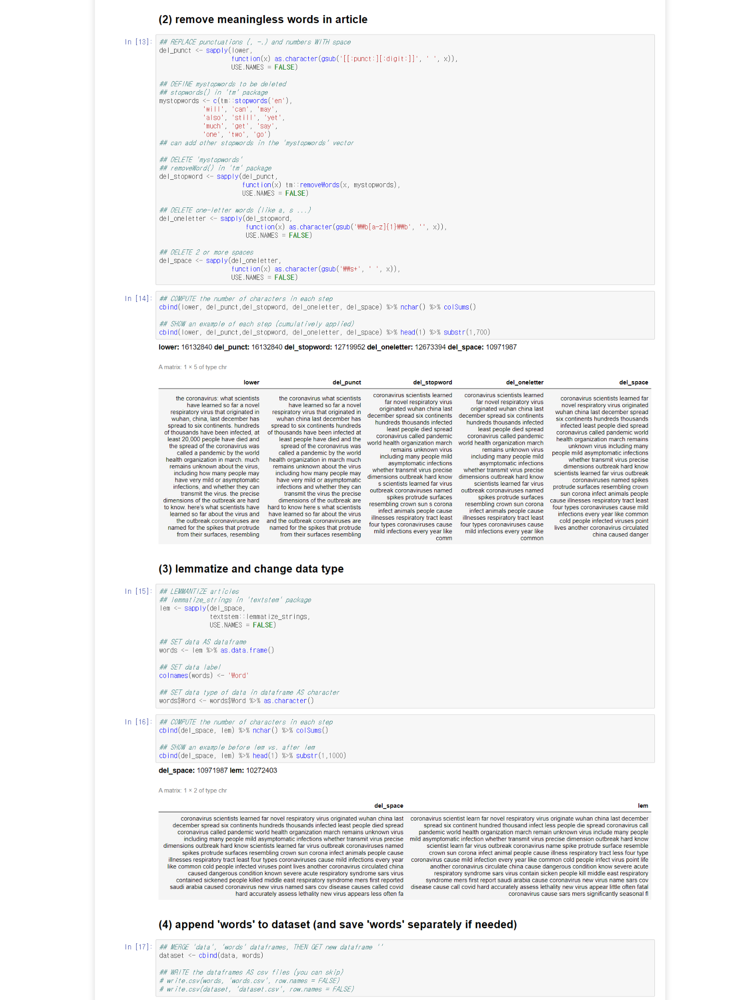 (2) remove meaningless words in article
In [13]:
## REPLACE punctuations (, -.) and numbers WITH space
del_punct <- sapply(lower,
function(x) as.character(gsub('[[:punct:][:digit:]]', ' ', x)),
USE.NAMES = FALSE)
## DEFINE mystopwords to be deleted
## stopwords() in 'tm' package
mystopwords <- c(tm::stopwords('en'),
'will', 'can', 'may',
'also', 'still', 'yet',
'much', 'get', 'say',
'one', 'two', 'go')
## can add other stopwords in the 'mystopwords' vector
## DELETE 'mystopwords'
## removeWord() in 'tm' package
del_stopword <- sapply(del_punct,
function(x) tm::removeWords(x, mystopwords),
USE.NAMES = FALSE)
## DELETE one-letter words (like a, s ...)
del_oneletter <- sapply(del_stopword,
function(x) as.character(gsub('₩₩b[a-z]{1}₩₩b', '', x)),
USE.NAMES = FALSE)
## DELETE 2 or more spaces
del_space <- sapply(del_oneletter,
function(x) as.character(gsub('₩₩s+', ' ', x)),
USE.NAMES = FALSE)
In [14]:
## COMPUTE the number of characters in each step
cbind(lower, del_punct,del_stopword, del_oneletter, del_space) %>% nchar() %>% colSums()
## SHOW an example of each step (cumulatively applied)
cbind(lower, del_punct,del_stopword, del_oneletter, del_space) %>% head(1) %>% substr(1,700)
lower: 16132840 del_punct: 16132840 del_stopword: 12719952 del_oneletter: 12673394 del_space: 10971987
A matrix: 1 × 5 of type chr
lower
the coronavirus: what scientists
have learned so far a novel
respiratory virus that originated in
wuhan, china, last december has
spread to six continents. hundreds
of thousands have been infected, at
least 20,000 people have died and
the spread of the coronavirus was
called a pandemic by the world
health organization in march. much
remains unknown about the virus,
including how many people may
have very mild or asymptomatic
infections, and whether they can
transmit the virus. the precise
dimensions of the outbreak are hard
to know. here's what scientists have
learned so far about the virus and
the outbreak.coronaviruses are
named for the spikes that protrude
from their surfaces, resembling
del_punct
the coronavirus what scientists
have learned so far a novel
respiratory virus that originated in
wuhan china last december has
spread to six continents hundreds
of thousands have been infected at
least people have died and the
spread of the coronavirus was
called a pandemic by the world
health organization in march much
remains unknown about the virus
including how many people may
have very mild or asymptomatic
infections and whether they can
transmit the virus the precise
dimensions of the outbreak are
hard to know here s what scientists
have learned so far about the virus
and the outbreak coronaviruses are
named for the spikes that protrude
from their surfaces resembling
del_stopword
coronavirus scientists learned
far novel respiratory virus
originated wuhan china last
december spread six continents
hundreds thousands infected
least people died spread
coronavirus called pandemic
world health organization march
remains unknown virus
including many people mild
asymptomatic infections
whether transmit virus precise
dimensions outbreak hard know
s scientists learned far virus
outbreak coronaviruses named
spikes protrude surfaces
resembling crown sun s corona
infect animals people cause
illnesses respiratory tract least
four types coronaviruses cause
mild infections every year like
comm
del_oneletter
coronavirus scientists learned
far novel respiratory virus
originated wuhan china last
december spread six continents
hundreds thousands infected
least people died spread
coronavirus called pandemic
world health organization march
remains unknown virus
including many people mild
asymptomatic infections
whether transmit virus precise
dimensions outbreak hard know
scientists learned far virus
outbreak coronaviruses named
spikes protrude surfaces
resembling crown sun corona
infect animals people cause
illnesses respiratory tract least
four types coronaviruses cause
mild infections every year like
common
del_space
coronavirus scientists learned far
novel respiratory virus originated
wuhan china last december spread
six continents hundreds thousands
infected least people died spread
coronavirus called pandemic world
health organization march remains
unknown virus including many
people mild asymptomatic infections
whether transmit virus precise
dimensions outbreak hard know
scientists learned far virus outbreak
coronaviruses named spikes
protrude surfaces resembling crown
sun corona infect animals people
cause illnesses respiratory tract least
four types coronaviruses cause mild
infections every year like common
cold people infected viruses point
lives another coronavirus circulated
china caused danger
(3) lemmatize and change data type
In [15]:
## LEMMANTIZE articles
## lemmatize_strings in 'textstem' package
lem <- sapply(del_space,
textstem::lemmatize_strings,
USE.NAMES = FALSE)
## SET data AS dataframe
words <- lem %>% as.data.frame()
## SET data label
colnames(words) <- 'Word'
## SET data type of data in dataframe AS character
words$Word <- words$Word %>% as.character()
In [16]:
## COMPUTE the number of characters in each step
cbind(del_space, lem) %>% nchar() %>% colSums()
## SHOW an example before lem vs. after lem
cbind(del_space, lem) %>% head(1) %>% substr(1,1000)
del_space: 10971987 lem: 10272403
A matrix: 1 × 2 of type chr
del_space
coronavirus scientists learned far novel respiratory virus originated wuhan china last
december spread six continents hundreds thousands infected least people died spread
coronavirus called pandemic world health organization march remains unknown virus
including many people mild asymptomatic infections whether transmit virus precise
dimensions outbreak hard know scientists learned far virus outbreak coronaviruses named
spikes protrude surfaces resembling crown sun corona infect animals people cause
illnesses respiratory tract least four types coronaviruses cause mild infections every year
like common cold people infected viruses point lives another coronavirus circulated china
caused dangerous condition known severe acute respiratory syndrome sars virus
contained sickened people killed middle east respiratory syndrome mers first reported
saudi arabia caused coronavirus new virus named sars cov disease causes called covid
hard accurately assess lethality new virus appears less often fa
lem
coronavirus scientist learn far novel respiratory virus originate wuhan china last december
spread six continent hundred thousand infect less people die spread coronavirus call
pandemic world health organization march remain unknown virus include many people
mild asymptomatic infection whether transmit virus precise dimension outbreak hard know
scientist learn far virus outbreak coronavirus name spike protrude surface resemble
crown sun corona infect animal people cause illness respiratory tract less four type
coronavirus cause mild infection every year like common cold people infect virus point life
another coronavirus circulate china cause dangerous condition know severe acute
respiratory syndrome sars virus contain sicken people kill middle east respiratory
syndrome mers first report saudi arabia cause coronavirus new virus name sars cov
disease cause call covid hard accurately assess lethality new virus appear little often fatal
coronavirus cause sars mers significantly seasonal fl
(4) append 'words' to dataset (and save 'words' separately if needed)
In [17]:
## MERGE 'data', 'words' dataframes, THEN GET new dataframe ''
dataset <- cbind(data, words)
## WRITE the dataframes AS csv files (you can skip)
# write.csv(words, 'words.csv', row.names = FALSE)
# write.csv(dataset, 'dataset.csv', row.names = FALSE)